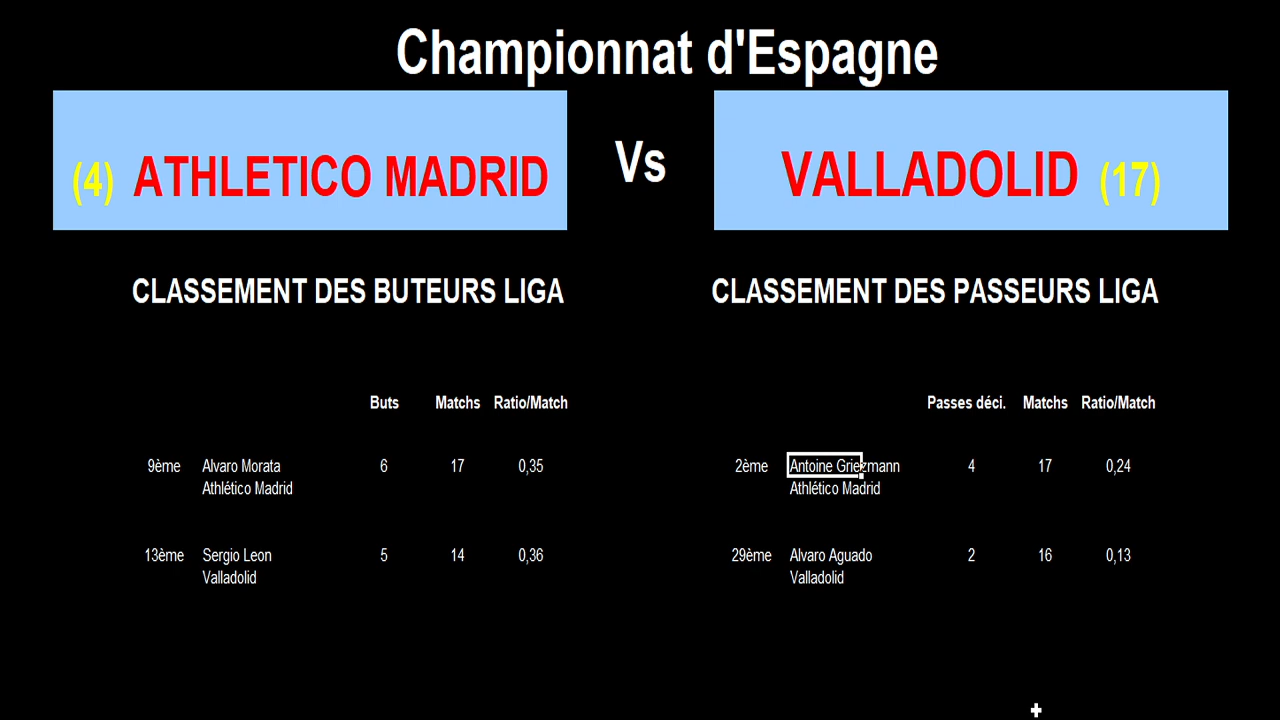 Championnat d'Espagne
(4) ATHLETICO MADRID Vs VALLADOLID (17)
CLASSEMENT DES BUTEURS LIGA
Buts Matchs Ratio/Match
9ème Alvaro Morata 6 17 0,35
Athlético Madrid
13ème Sergio Leon 5 14 0,36
Valladolid
CLASSEMENT DES PASSEURS LIGA
Passes déci. Matchs Ratio/Match
2ème Antoine Griezmann 4 17 0,24
Athlético Madrid
29ème Alvaro Aguado 2 16 0,13
Valladolid